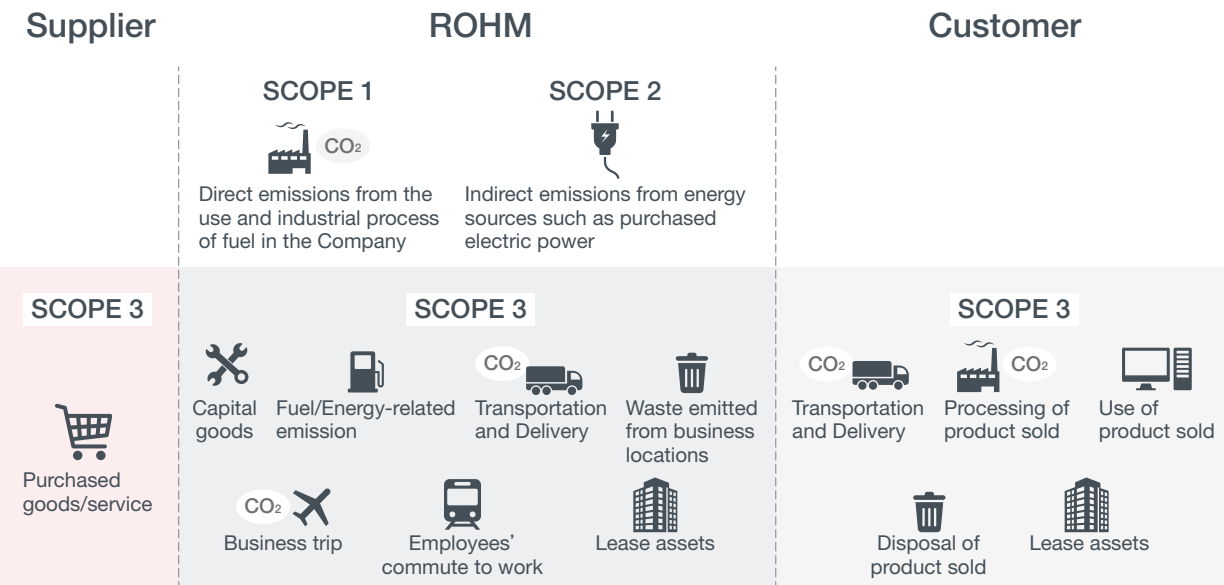 Supplier
ROHM
Customer
SCOPE 1
CO₂
Direct emissions from the
use and industrial process
of fuel in the Company
SCOPE 2
Indirect emissions from energy
sources such as purchased
electric power
SCOPE 3
Purchased
goods/service
SCOPE 3
Capital
goods
Fuel/Energy-related
emission
CO₂
Transportation
and Delivery
Waste emitted
from business
locations
CO₂
Business trip
Employees’
commute to work
Lease assets
SCOPE 3
CO₂
Transportation
and Delivery
CO₂
Processing of
product sold
Use of
product sold
Disposal of
product sold
Lease assets